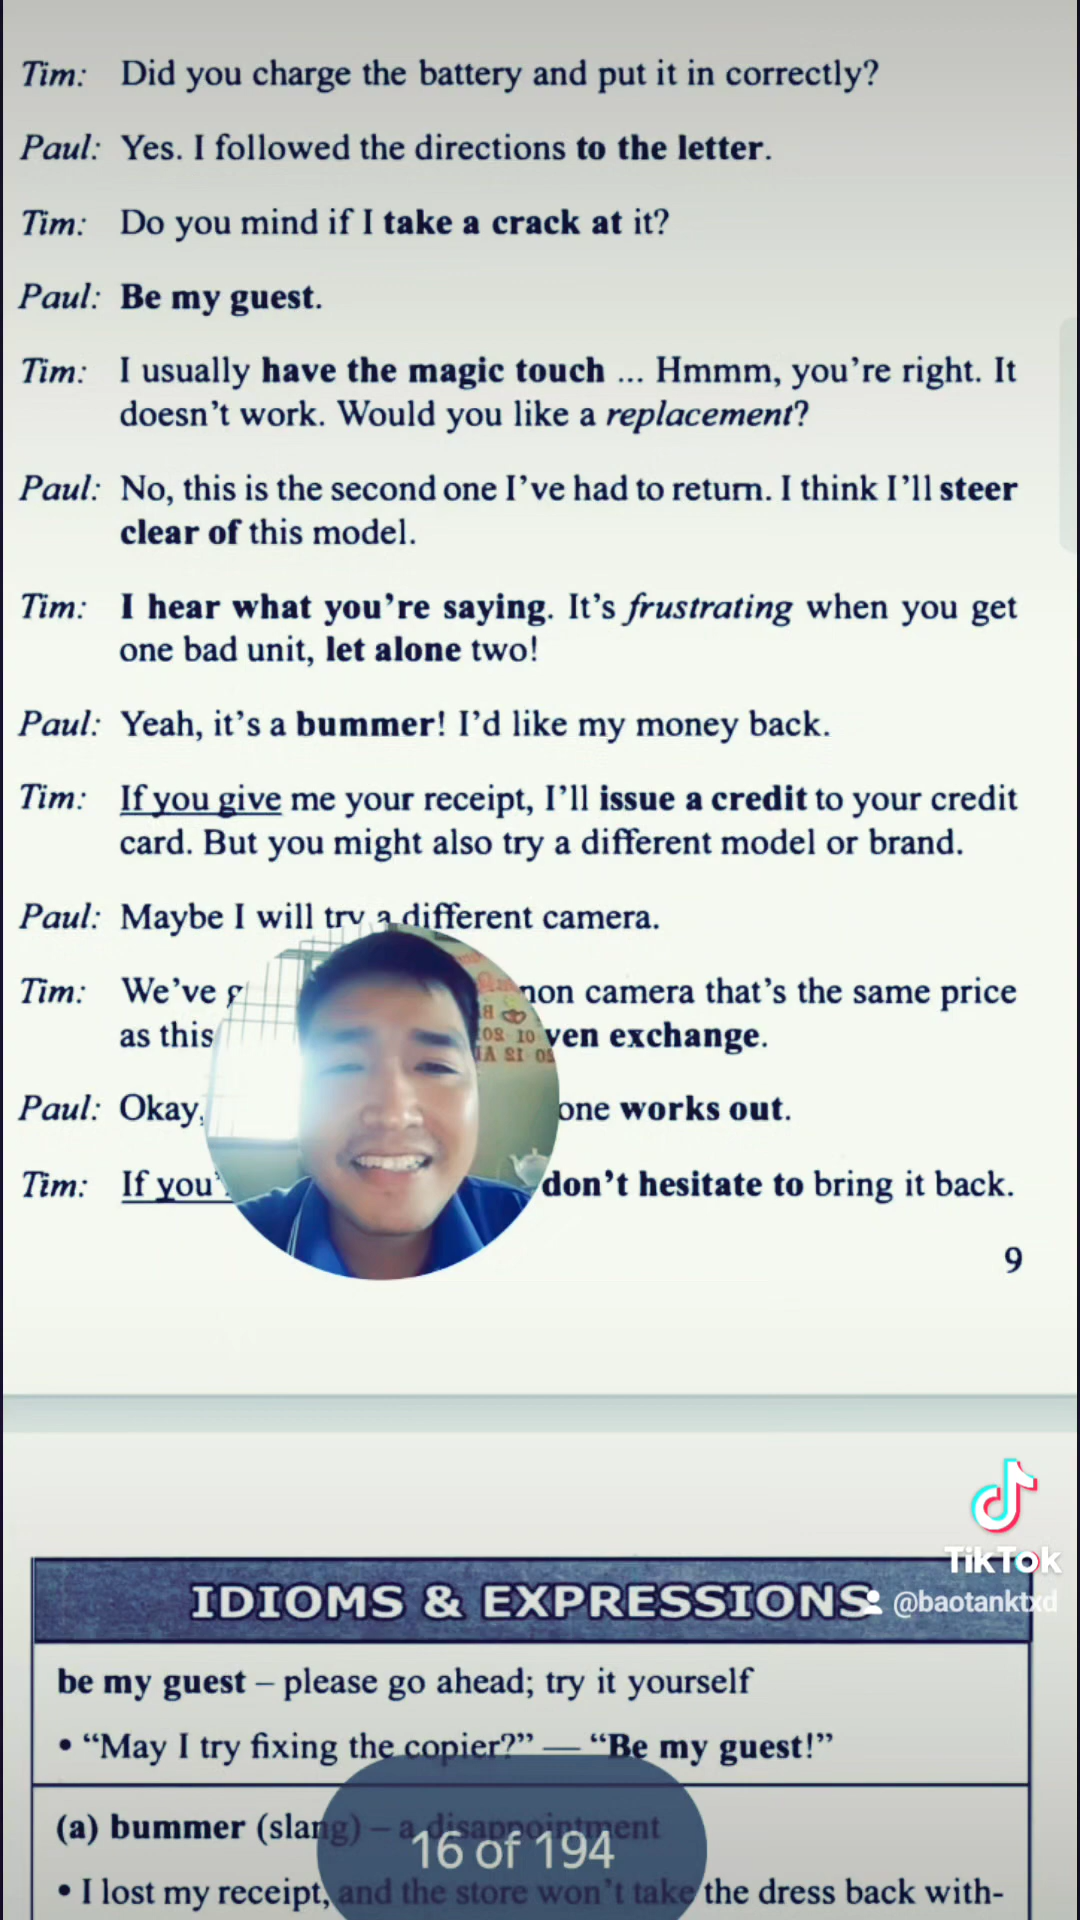 Tim: Did you charge the battery and put it in correctly?
Paul: Yes. I followed the directions to the letter.
Tim: Do you mind if I take a crack at it?
Paul: Be my guest.
Tim: I usually have the magic touch ... Hmmm, you're right. It
doesn't work. Would you like a replacement?
Paul: No, this is the second one I've had to return. I think I'll steer
clear of this model.
Tim: I hear what you're saying. It's frustrating when you get
one bad unit, let alone two!
Paul: Yeah, it's a bummer! I'd like my money back.
Tim: If you give me your receipt, I'll issue a credit to your credit
card. But you might also try a different model or brand.
Paul: Maybe I will try a different camera.
Tim: We've camera that's the same price
as this exchange.
Paul: Okay, one works out.
Tim: If you don't hesitate to bring it back.
9
TikTok
@baotanktxd
IDIOMS & EXPRESSIONS
be my guest – please go ahead; try it yourself
• "May I try fixing the copier?" — "Be my guest!"
(a) bummer (slang) – a disappointment
16 of 194
• I lost my receipt, and the store won't take the dress back with-